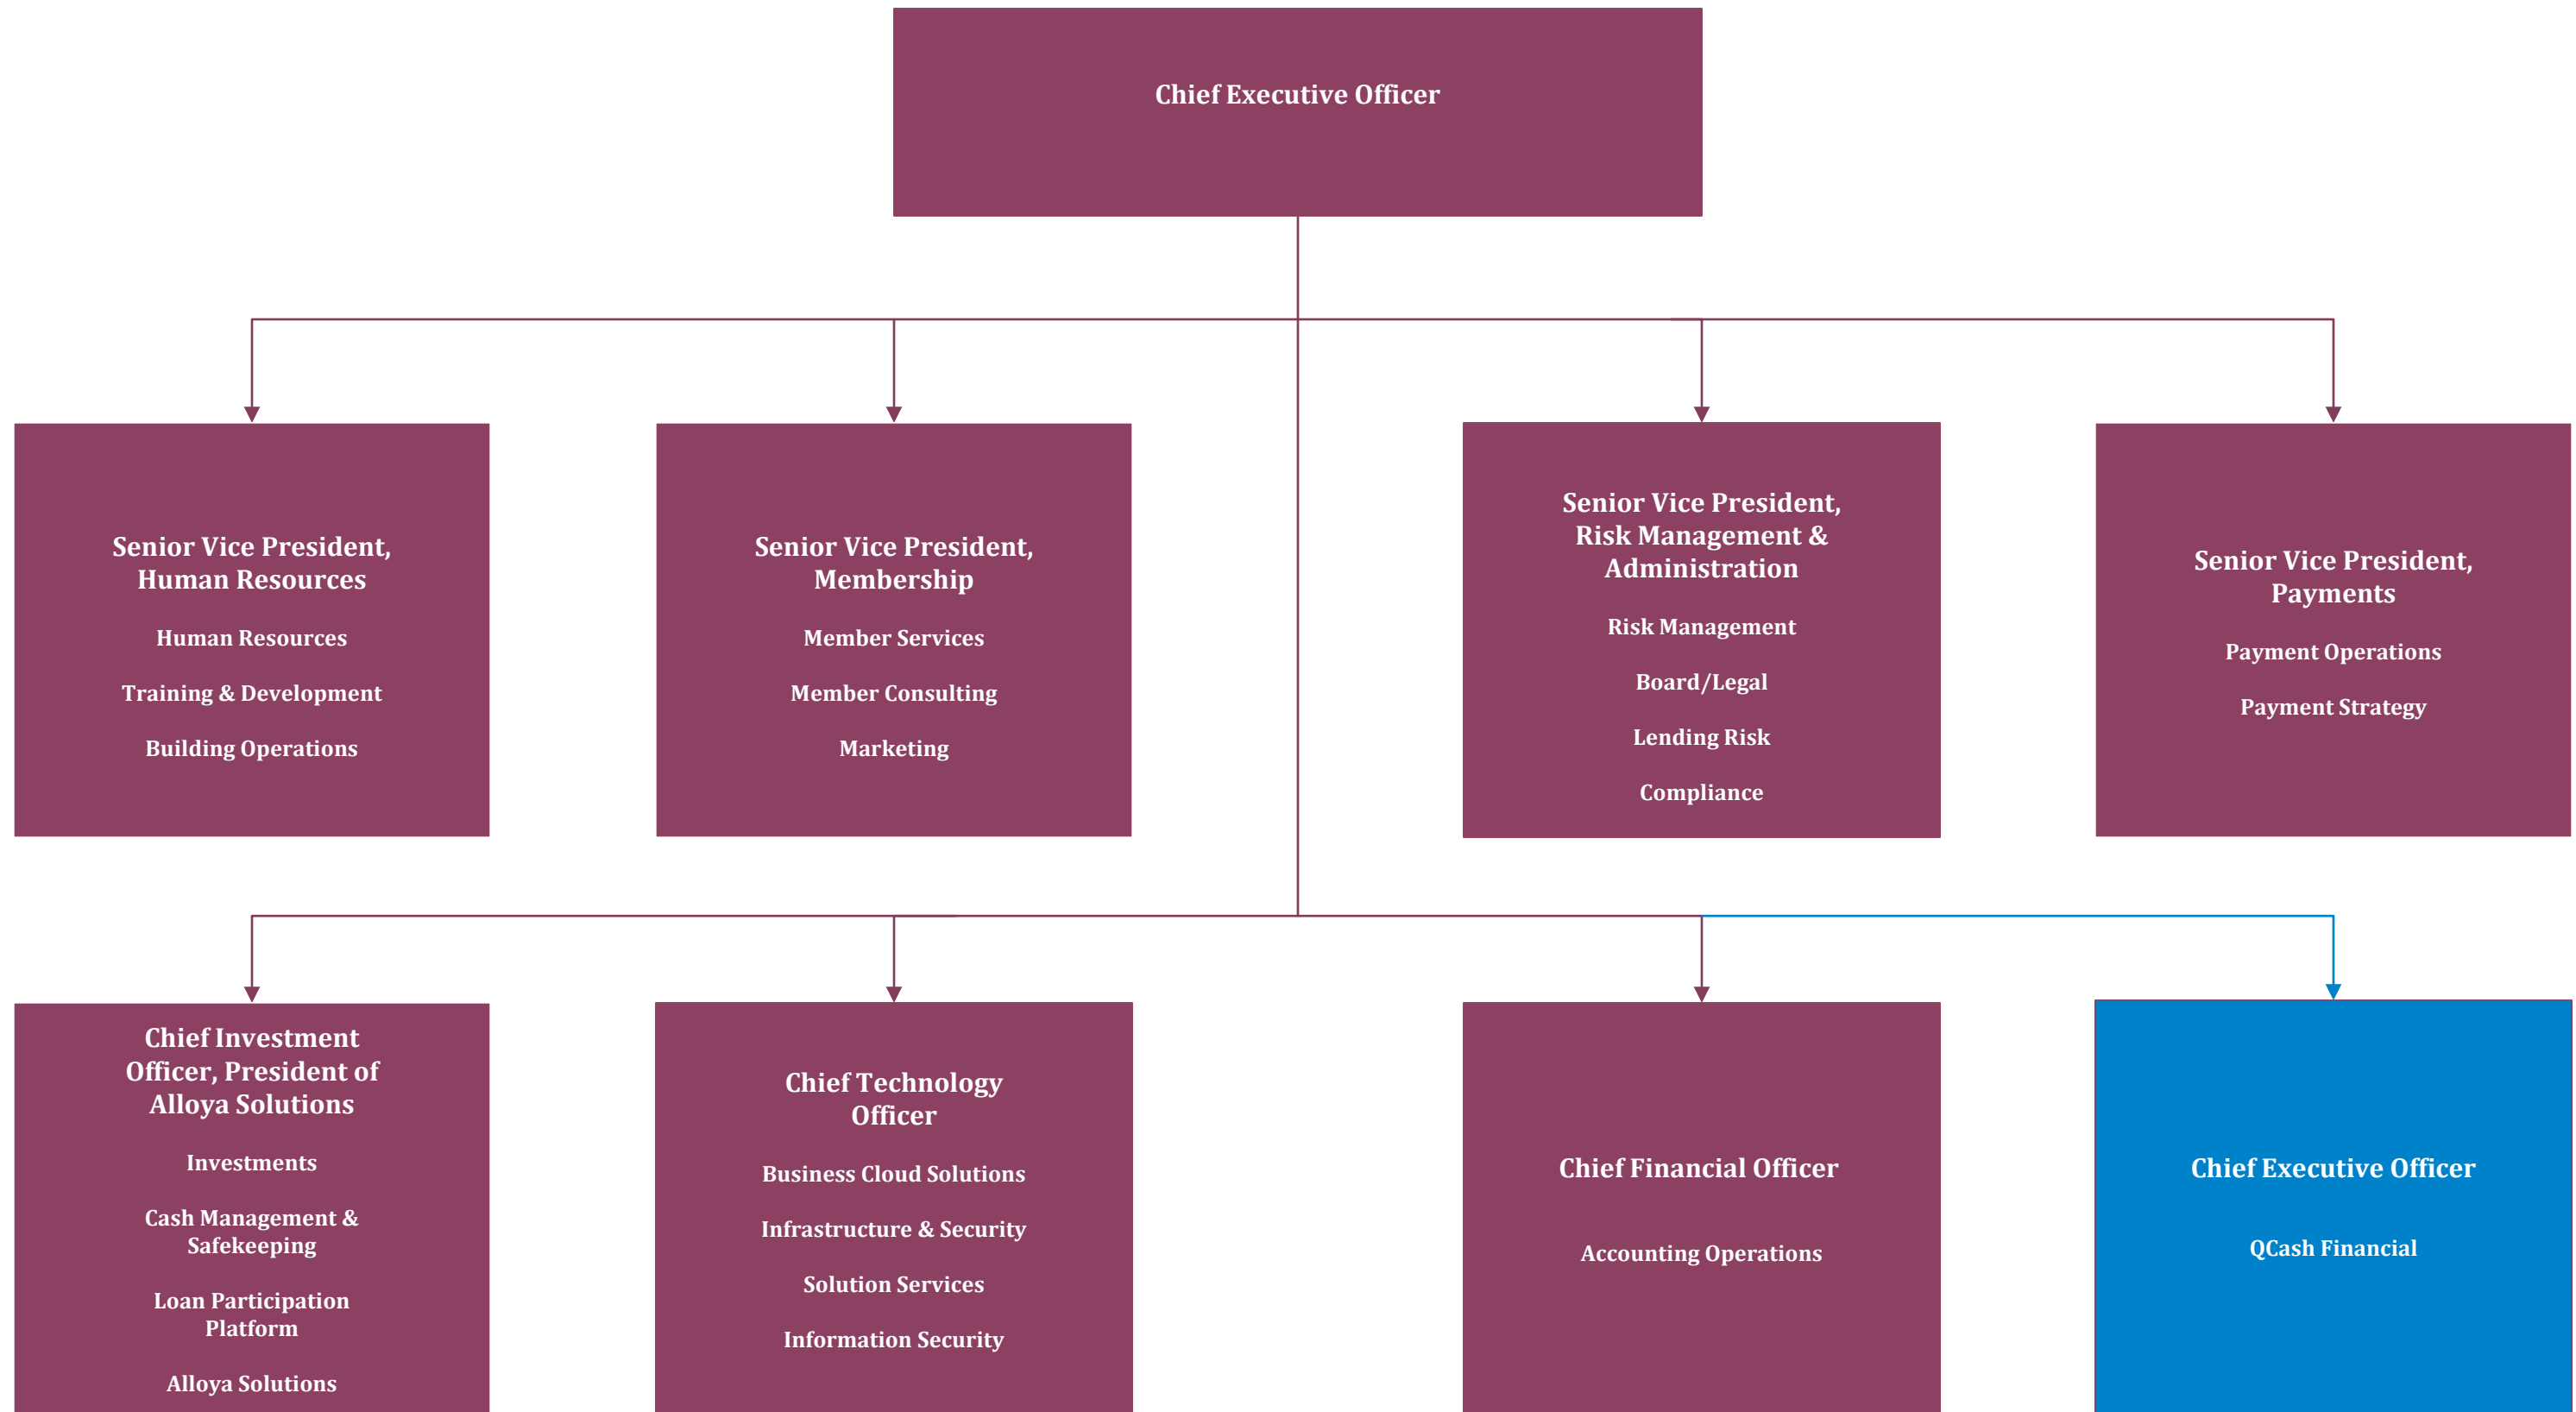 Chief Executive Officer
Senior Vice President,
Human Resources
Human Resources
Training & Development
Building Operations
Senior Vice President,
Membership
Member Services
Member Consulting
Marketing
Senior Vice President,
Risk Management &
Administration
Risk Management
Board/Legal
Lending Risk
Compliance
Senior Vice President,
Payments
Payment Operations
Payment Strategy
Chief Investment
Officer, President of
Alloya Solutions
Investments
Cash Management &
Safekeeping
Loan Participation
Platform
Alloya Solutions
Chief Technology
Officer
Business Cloud Solutions
Infrastructure & Security
Solution Services
Information Security
Chief Financial Officer
Accounting Operations
Chief Executive Officer
QCash Financial